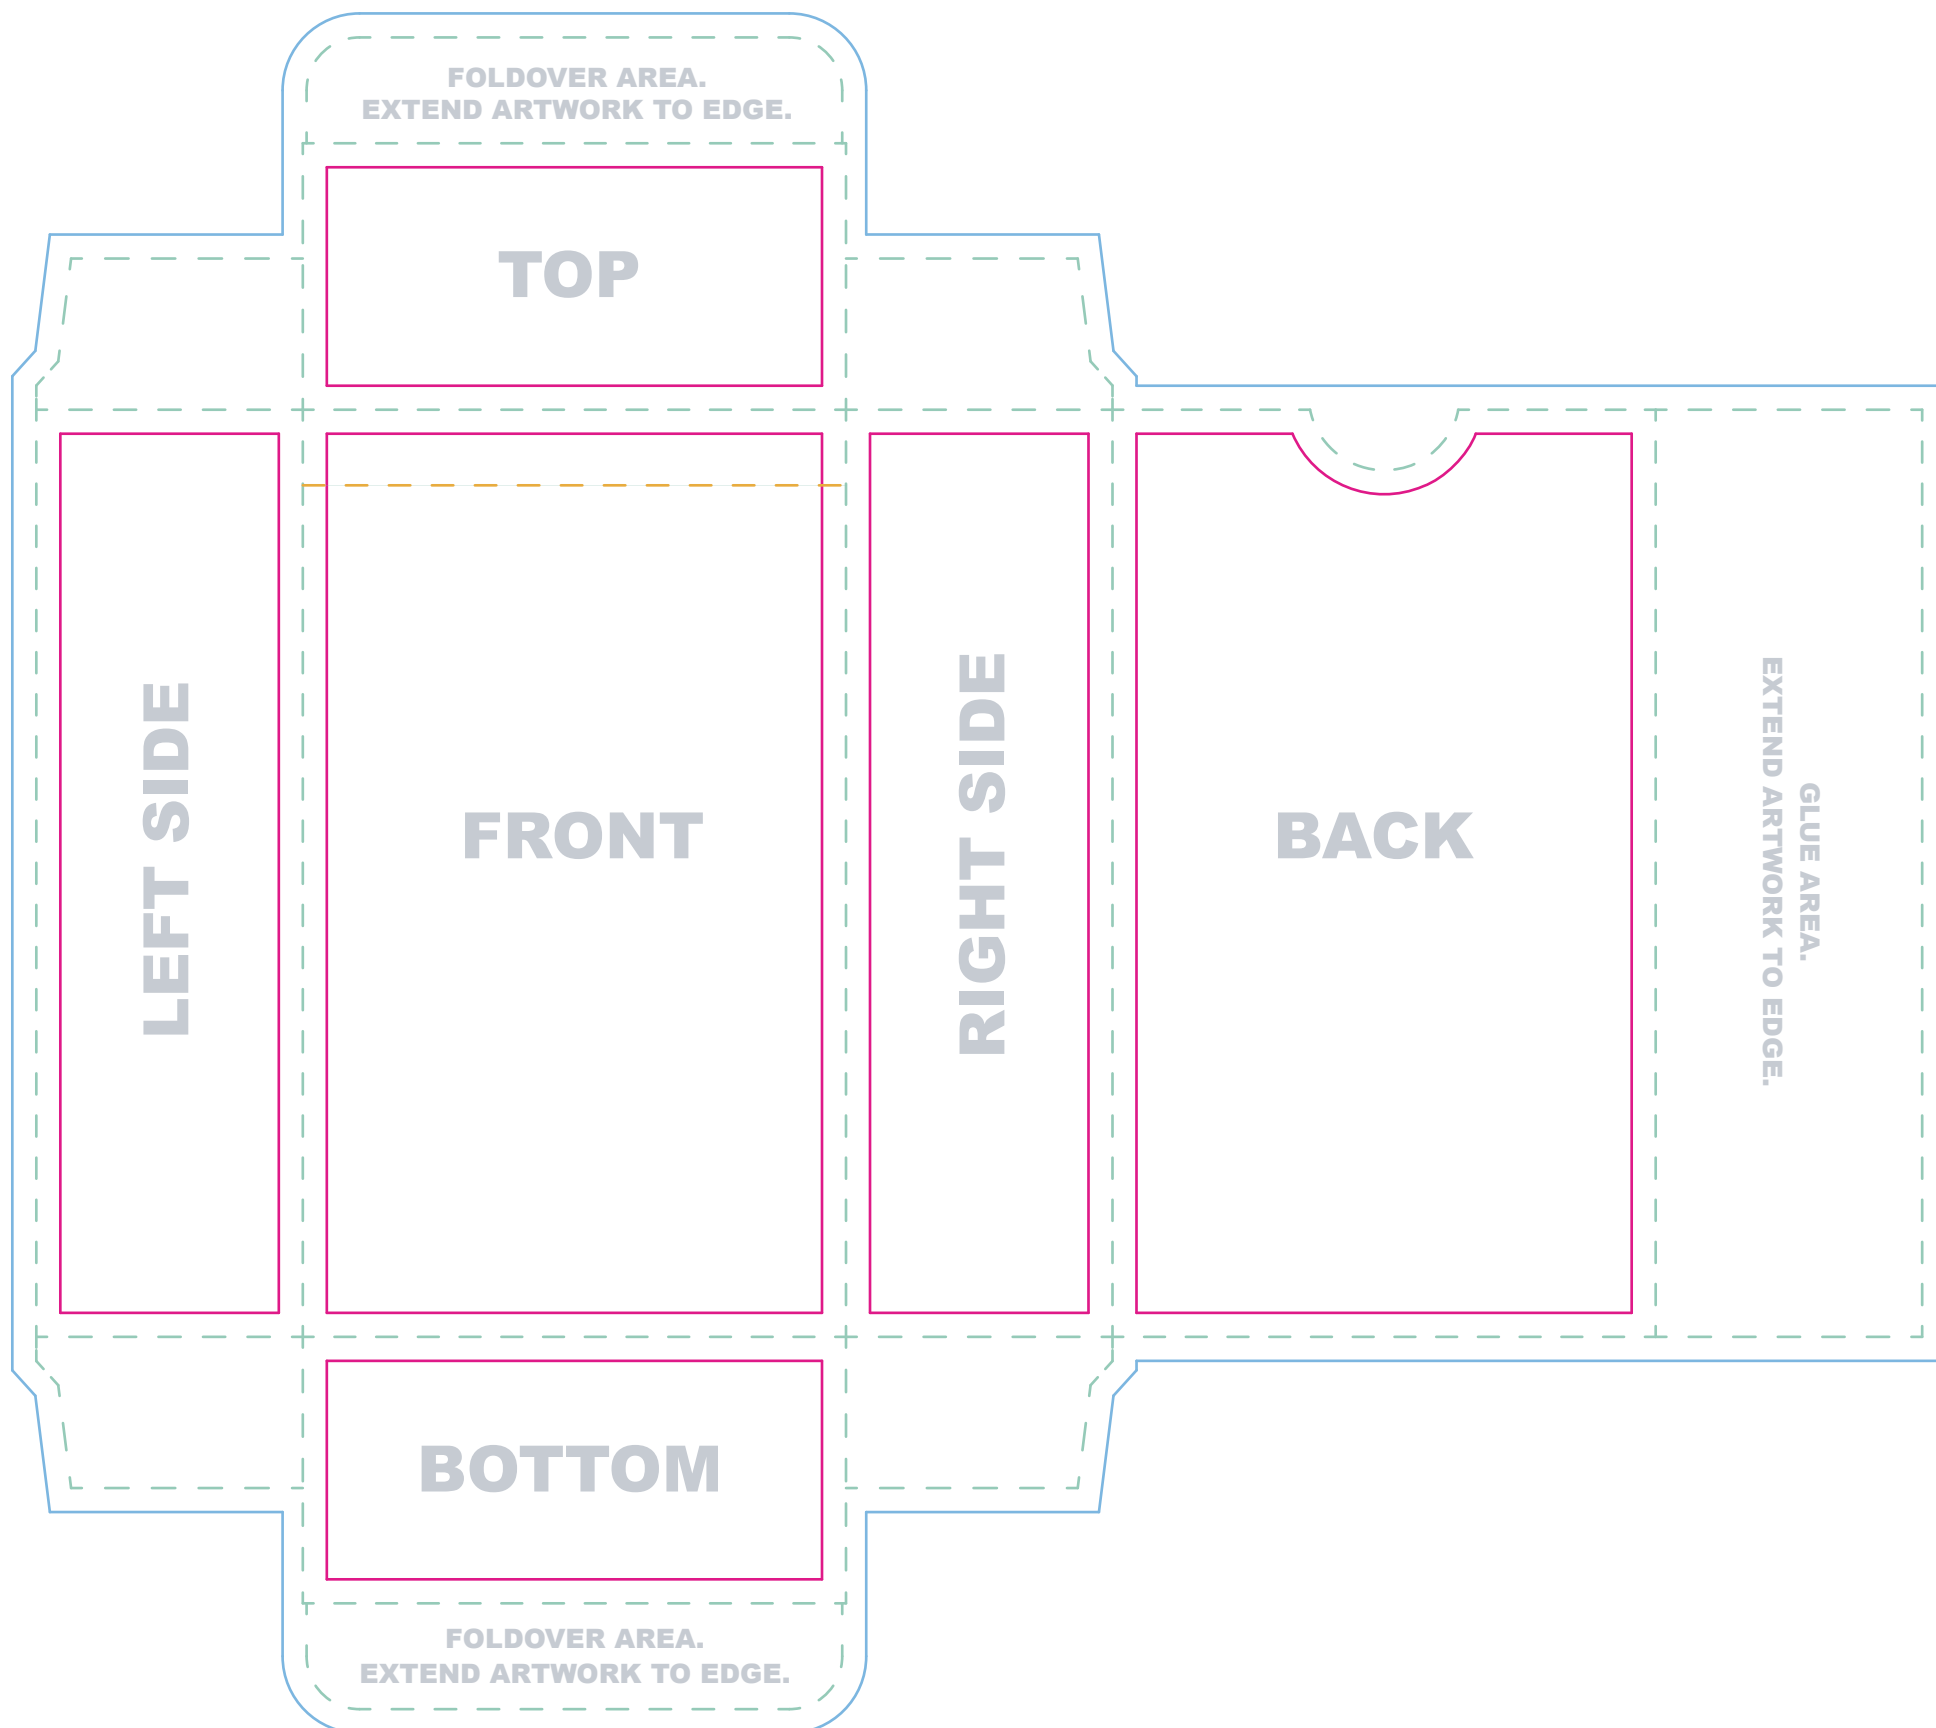 FOLDOVER AREA.
EXTEND ARTWORK TO EDGE.
TOP
LEFT SIDE
FRONT
RIGHT SIDE
BACK
GLUE AREA.
EXTEND ARTWORK TO EDGE.
BOTTOM
FOLDOVER AREA.
EXTEND ARTWORK TO EDGE.